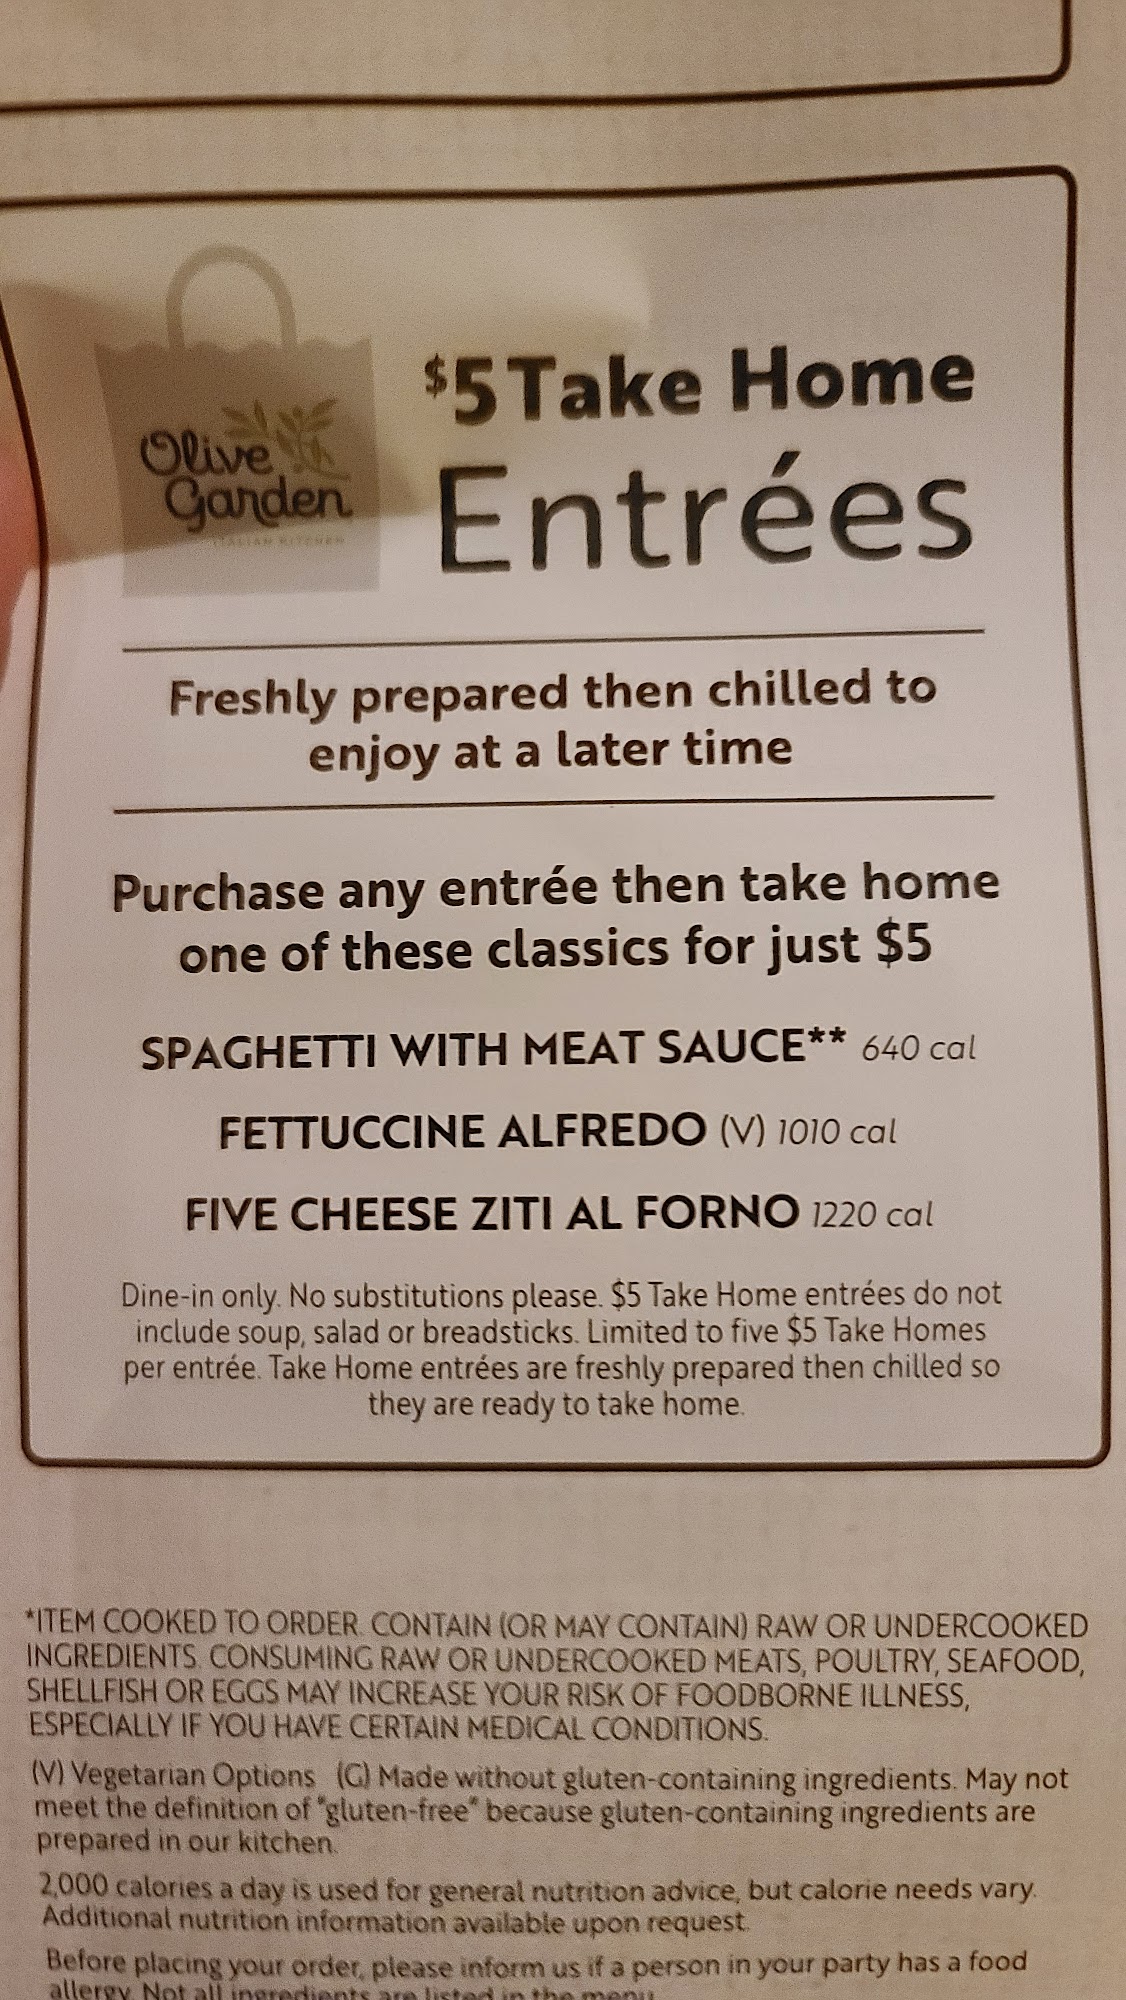 Olive
Garden
ITALIAN KITCHEN
$5 Take Home
Entrées
Freshly prepared then chilled to
enjoy at a later time
Purchase any entrée then take home
one of these classics for just $5
SPAGHETTI WITH MEAT SAUCE** 640 cal
FETTUCCINE ALFREDO (V) 1010 cal
FIVE CHEESE ZITI AL FORNO 1220 cal
Dine-in only. No substitutions please. $5 Take Home entrées do not
include soup, salad or breadsticks. Limited to five $5 Take Homes
per entrée. Take Home entrées are freshly prepared then chilled so
they are ready to take home.
*ITEM COOKED TO ORDER. CONTAIN (OR MAY CONTAIN) RAW OR UNDERCOOKED
INGREDIENTS. CONSUMING RAW OR UNDERCOOKED MEATS, POULTRY, SEAFOOD,
SHELLFISH OR EGGS MAY INCREASE YOUR RISK OF FOODBORNE ILLNESS,
ESPECIALLY IF YOU HAVE CERTAIN MEDICAL CONDITIONS.
(V) Vegetarian Options (G) Made without gluten-containing ingredients. May not
meet the definition of "gluten-free" because gluten-containing ingredients are
prepared in our kitchen.
2,000 calories a day is used for general nutrition advice, but calorie needs vary.
Additional nutrition information available upon request.
Before placing your order, please inform us if a person in your party has a food
allergy. Not all ingredients are listed in the menu.